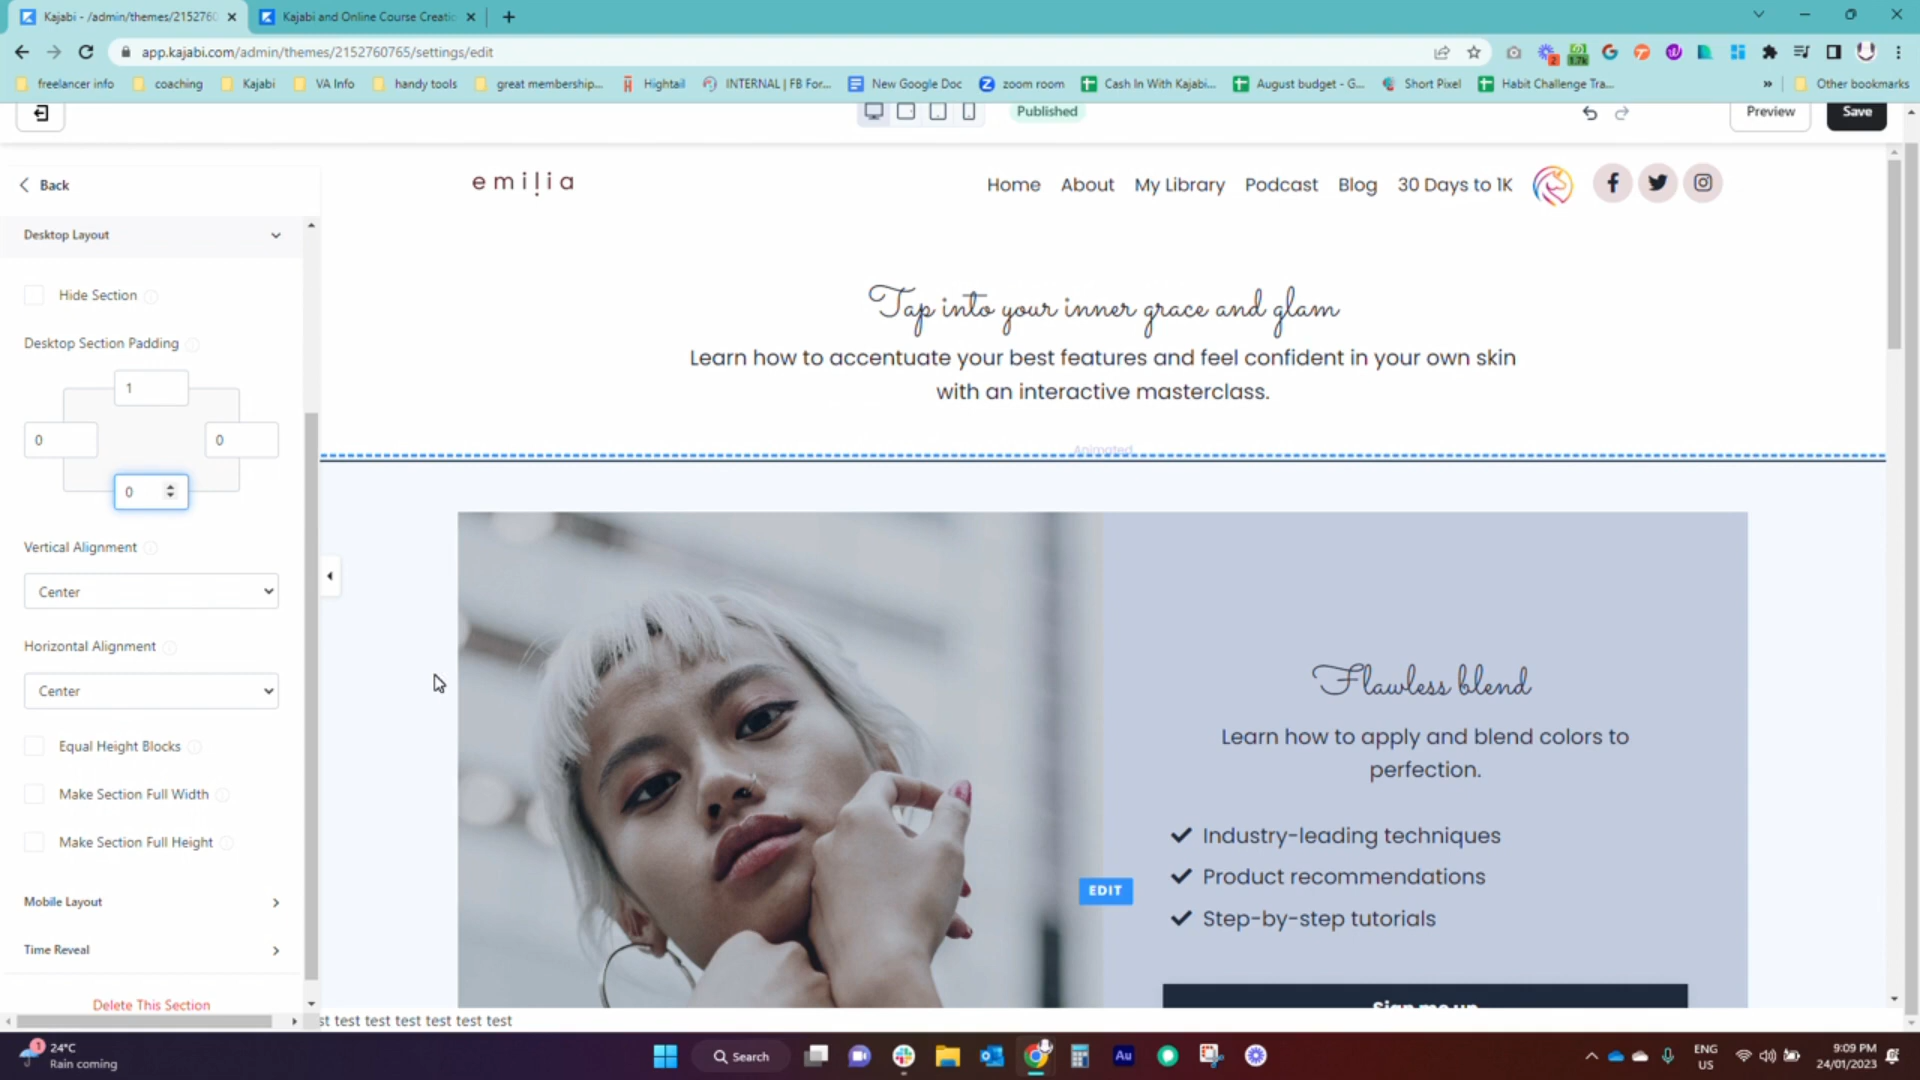 Kajabi - /admin/themes/2152760
Kajabi and Online Course Creatic
app.kajabi.com/admin/themes/2152760765/settings/edit
freelancer info
coaching
Kajabi
VA Info
handy tools
great membership...
Hightail
INTERNAL | FB For...
New Google Doc
zoom room
Cash In With Kajabi...
August budget - G...
Short Pixel
Habit Challenge Tra...
Other bookmarks
Published
Preview
Save
Back
Desktop Layout
Hide Section
Desktop Section Padding
1
0
0
0
Vertical Alignment
Center
Horizontal Alignment
Center
Equal Height Blocks
Make Section Full Width
Make Section Full Height
Mobile Layout
Time Reveal
Delete This Section
emilia
Home About My Library Podcast Blog 30 Days to 1K
Tap into your inner grace and glam
Learn how to accentuate your best features and feel confident in your own skin
with an interactive masterclass.
Animated
Flawless blend
Learn how to apply and blend colors to
perfection.
Industry-leading techniques
Product recommendations
Step-by-step tutorials
EDIT
Sign me up
st test test test test test test
1
24°C
Rain coming
Search
Au
ENG
US
9:09 PM
24/01/2023